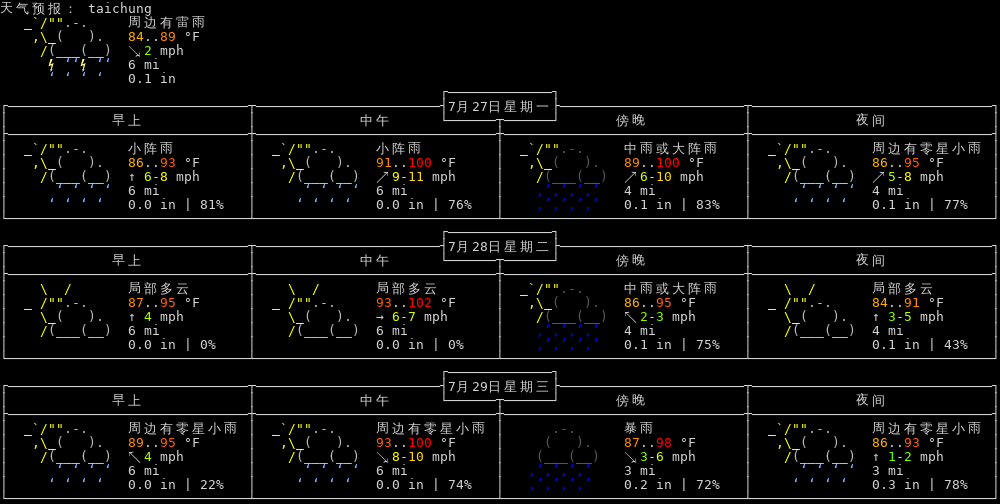 天气预报： taichung
周边有雷雨
84..89 °F
↘ 2 mph
6 mi
0.1 in
7月27日星期一
早上 中午 傍晚 夜间
小阵雨 小阵雨 中雨或大阵雨 周边有零星小雨
86..93 °F 91..100 °F 89..100 °F 86..95 °F
↑ 6-8 mph ↗ 9-11 mph ↗ 6-10 mph ↗ 5-8 mph
6 mi 6 mi 4 mi 4 mi
0.0 in | 81% 0.0 in | 76% 0.1 in | 83% 0.1 in | 77%
7月28日星期二
早上 中午 傍晚 夜间
局部多云 局部多云 中雨或大阵雨 局部多云
87..95 °F 93..102 °F 86..95 °F 84..91 °F
↑ 4 mph → 6-7 mph ↖ 2-3 mph ↑ 3-5 mph
6 mi 6 mi 4 mi 4 mi
0.0 in | 0% 0.0 in | 0% 0.1 in | 75% 0.1 in | 43%
7月29日星期三
早上 中午 傍晚 夜间
周边有零星小雨 周边有零星小雨 暴雨 周边有零星小雨
89..95 °F 93..100 °F 87..98 °F 86..93 °F
↖ 4 mph ↘ 8-10 mph ↘ 3-6 mph ↑ 1-2 mph
6 mi 6 mi 3 mi 3 mi
0.0 in | 22% 0.0 in | 74% 0.2 in | 72% 0.3 in | 78%